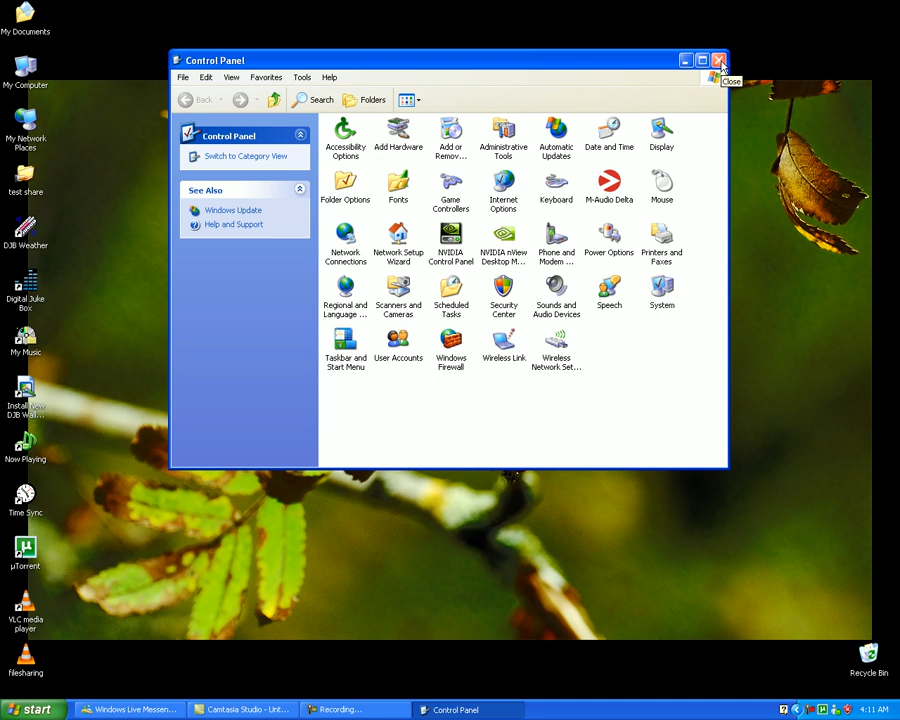 My Documents
My Computer
My Network
Places
test share
DJB Weather
Digital Juke
Box
My Music
Install New
DJB Wall...
Now Playing
Time Sync
µTorrent
VLC media
player
filesharing
Control Panel
Close
File Edit View Favorites Tools Help
Back Search Folders
Control Panel
Switch to Category View
See Also
Windows Update
Help and Support
Accessibility
Options
Add Hardware
Add or
Remov...
Administrative
Tools
Automatic
Updates
Date and Time
Display
Folder Options
Fonts
Game
Controllers
Internet
Options
Keyboard
M-Audio Delta
Mouse
Network
Connections
Network Setup
Wizard
NVIDIA
Control Panel
NVIDIA nView
Desktop M...
Phone and
Modem ...
Power Options
Printers and
Faxes
Regional and
Language ...
Scanners and
Cameras
Scheduled
Tasks
Security
Center
Sounds and
Audio Devices
Speech
System
Taskbar and
Start Menu
User Accounts
Windows
Firewall
Wireless Link
Wireless
Network Set...
Recycle Bin
start Windows Live Messen... Camtasia Studio - Unt... Recording... Control Panel 4:11 AM